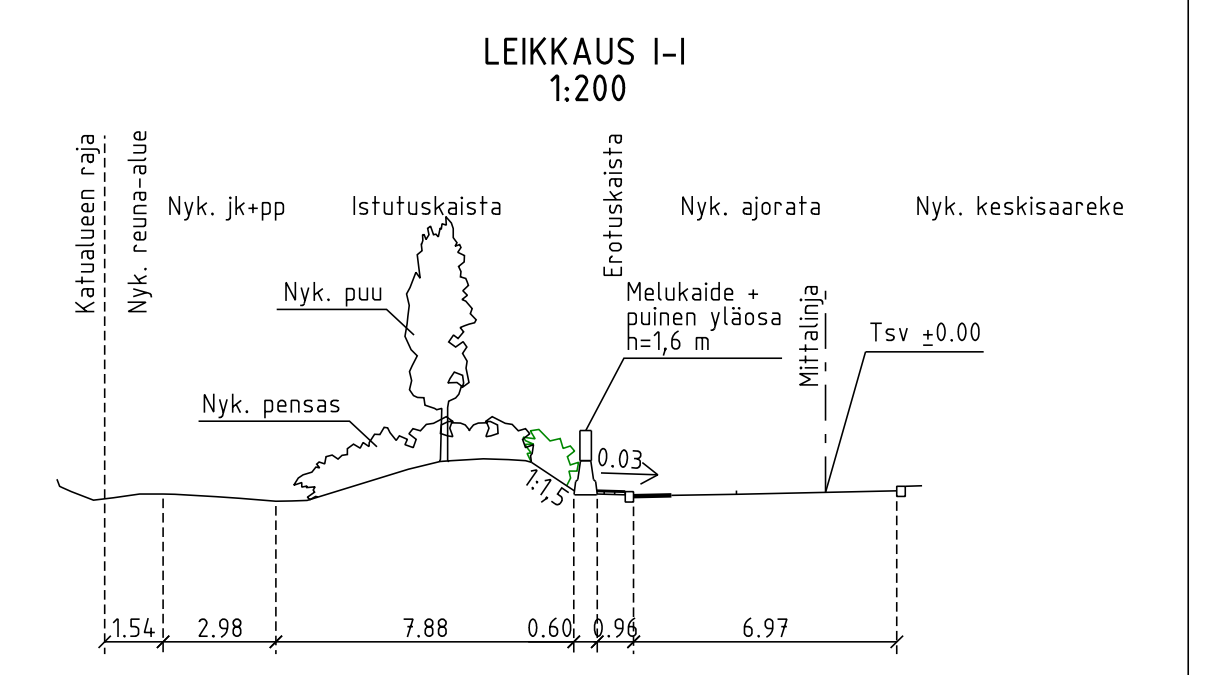 LEIKKAUS I-I
1:200
Katualueen raja
Nyk. reuna-alue
Nyk. jk+pp
Istutuskaista
Erotuskaista
Nyk. ajorata
Nyk. keskisaareke
Nyk. puu
Melukaide +
puinen yläosa
h=1,6 m
Mittalinja
Tsv ±0.00
Nyk. pensas
0.03
1:1,5
1.54
2.98
7.88
0.60
0.96
6.97